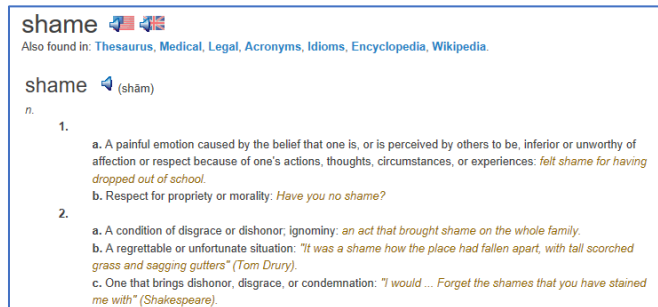 shame
Also found in: Thesaurus, Medical, Legal, Acronyms, Idioms, Encyclopedia, Wikipedia.
shame (shām)
n.
1.
a. A painful emotion caused by the belief that one is, or is perceived by others to be, inferior or unworthy of
affection or respect because of one's actions, thoughts, circumstances, or experiences: felt shame for having
dropped out of school.
b. Respect for propriety or morality: Have you no shame?
2.
a. A condition of disgrace or dishonor; ignominy: an act that brought shame on the whole family.
b. A regrettable or unfortunate situation: "It was a shame how the place had fallen apart, with tall scorched
grass and sagging gutters" (Tom Drury).
c. One that brings dishonor, disgrace, or condemnation: "I would ... Forget the shames that you have stained
me with" (Shakespeare).